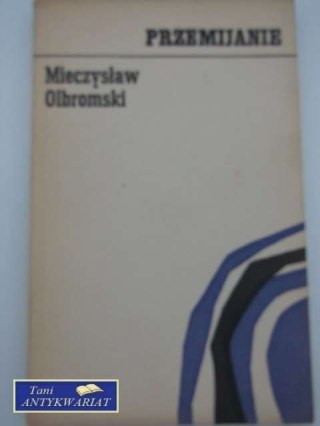 PRZEMIJANIE
Mieczysław
Olbromski
Tani
ANTYKWARIAT